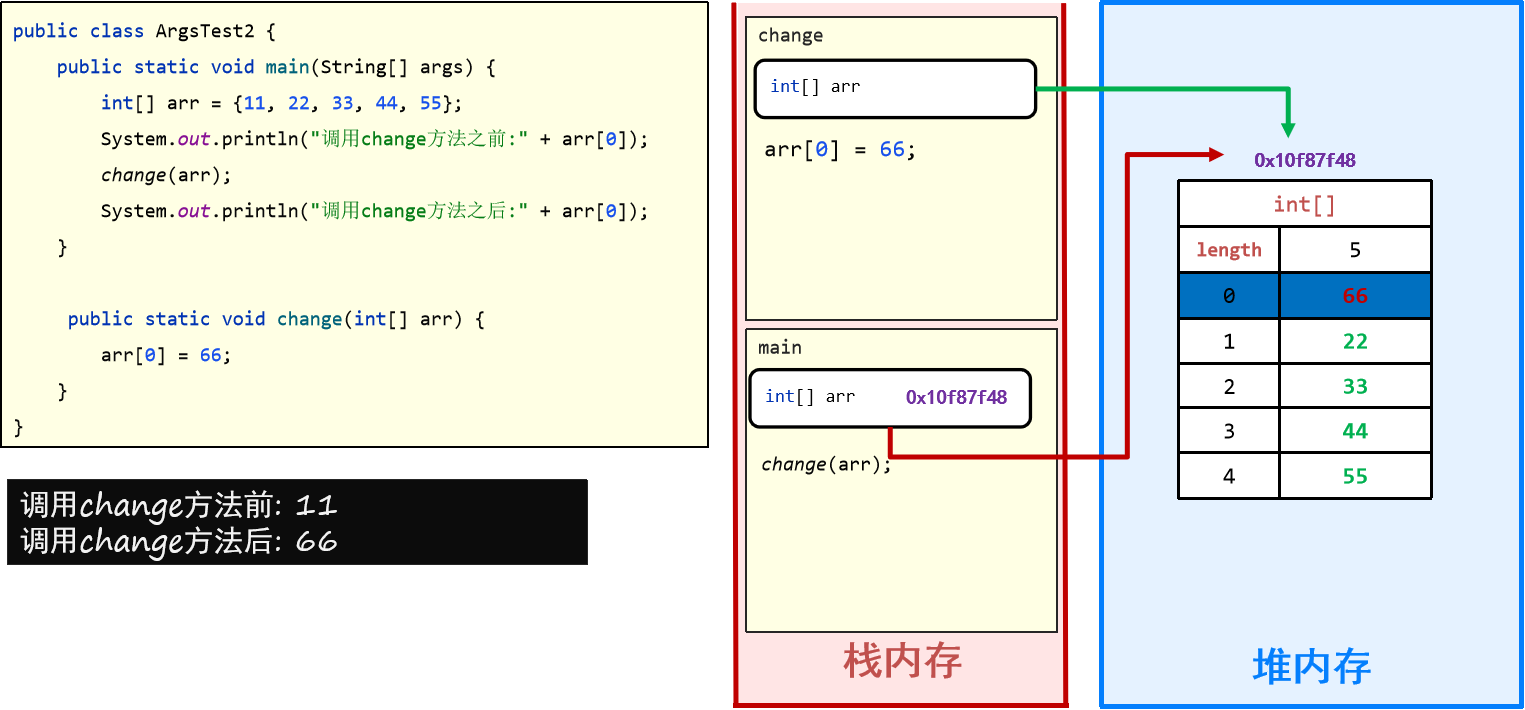 public class ArgsTest2 {
public static void main(String[] args) {
int[] arr = {11, 22, 33, 44, 55};
System.out.println("调用change方法之前:" + arr[0]);
change(arr);
System.out.println("调用change方法之后:" + arr[0]);
}
public static void change(int[] arr) {
arr[0] = 66;
}
}
调用change方法前: 11
调用change方法后: 66
change
int[] arr
arr[0] = 66;
main
int[] arr 0x10f87f48
change(arr);
栈内存
0x10f87f48
int[]
length 5
0 66
1 22
2 33
3 44
4 55
堆内存